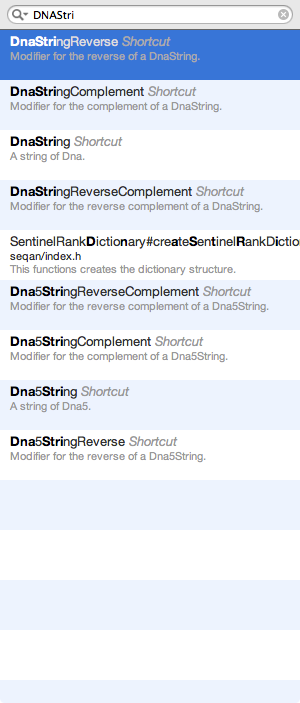 DNAStri
DnaStringReverse Shortcut
Modifier for the reverse of a DnaString.
DnaStringComplement Shortcut
Modifier for the complement of a DnaString.
DnaString Shortcut
A string of Dna.
DnaStringReverseComplement Shortcut
Modifier for the reverse complement of a DnaString.
SentinelRankDictionary#createSentinelRankDictio
seqan/index.h
This functions creates the dictionary structure.
Dna5StringReverseComplement Shortcut
Modifier for the reverse complement of a Dna5String.
Dna5StringComplement Shortcut
Modifier for the complement of a Dna5String.
Dna5String Shortcut
A string of Dna5.
Dna5StringReverse Shortcut
Modifier for the reverse of a Dna5String.